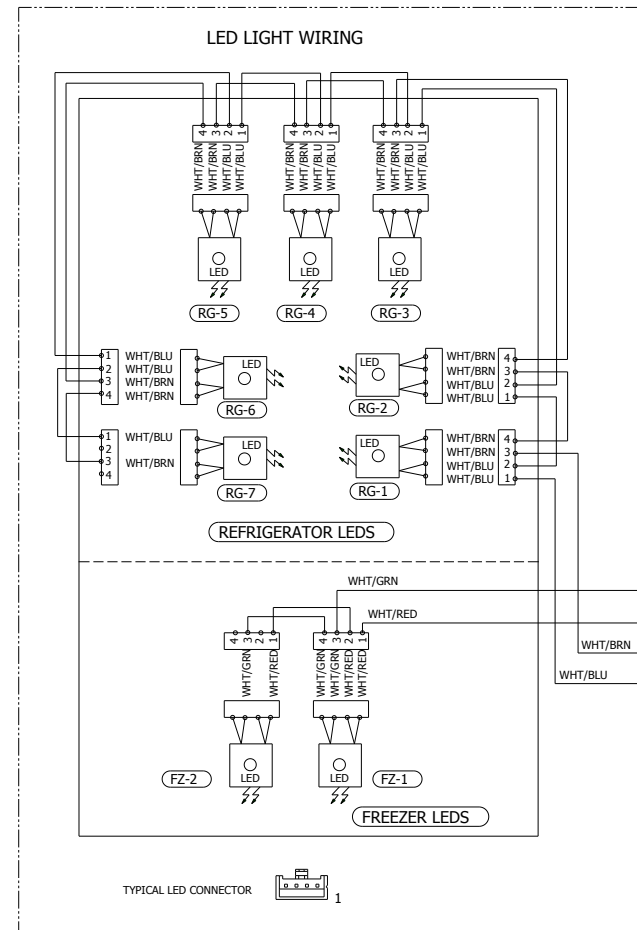 LED LIGHT WIRING
4 3 2 1
4 3 2 1
4 3 2 1
WHT/BRN WHT/BRN WHT/BLU WHT/BLU
WHT/BRN WHT/BRN WHT/BLU WHT/BLU
WHT/BRN WHT/BRN WHT/BLU WHT/BLU
LED
LED
LED
RG-5
RG-4
RG-3
1 WHT/BLU
2 WHT/BLU
3 WHT/BRN
4 WHT/BRN
LED
RG-6
LED
RG-2
WHT/BRN 4
WHT/BRN 3
WHT/BLU 2
WHT/BLU 1
1 WHT/BLU
2
3 WHT/BRN
4
LED
RG-7
LED
RG-1
WHT/BRN 4
WHT/BRN 3
WHT/BLU 2
WHT/BLU 1
REFRIGERATOR LEDS
WHT/GRN
WHT/RED
WHT/BRN
WHT/BLU
4 3 2 1
4 3 2 1
WHT/GRN WHT/RED
WHT/GRN WHT/GRN WHT/RED WHT/RED
FZ-2
LED
LED
FZ-1
FREEZER LEDS
TYPICAL LED CONNECTOR
1